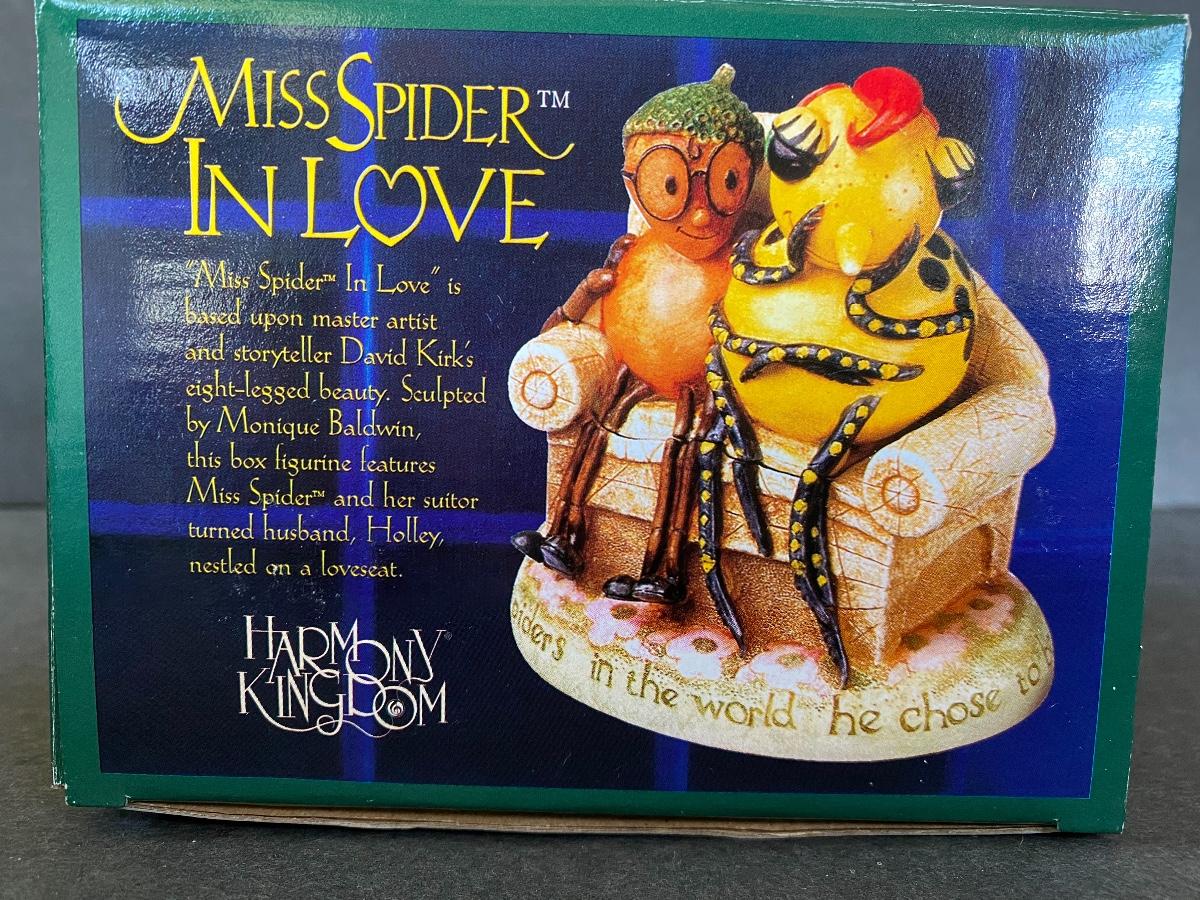 MISS SPIDER™
IN LOVE
"Miss Spider™ In Love" is
based upon master artist
and storyteller David Kirk's
eight-legged beauty. Sculpted
by Monique Baldwin,
this box figurine features
Miss Spider™ and her suitor
turned husband, Holley,
nestled on a loveseat.
HARMONY®
KINGDOM
iders in the world he chose to b